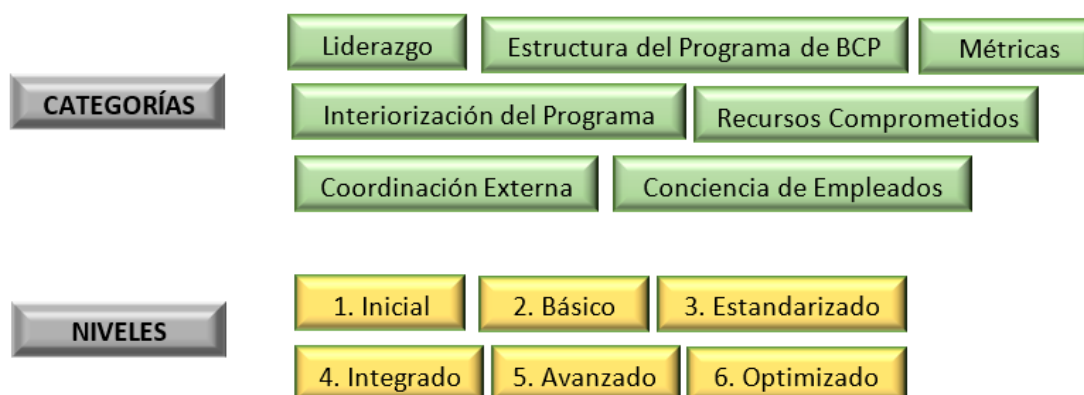 Liderazgo
Estructura del Programa de BCP
Métricas
CATEGORÍAS
Interiorización del Programa
Recursos Comprometidos
Coordinación Externa
Conciencia de Empleados
NIVELES
1. Inicial
2. Básico
3. Estandarizado
4. Integrado
5. Avanzado
6. Optimizado